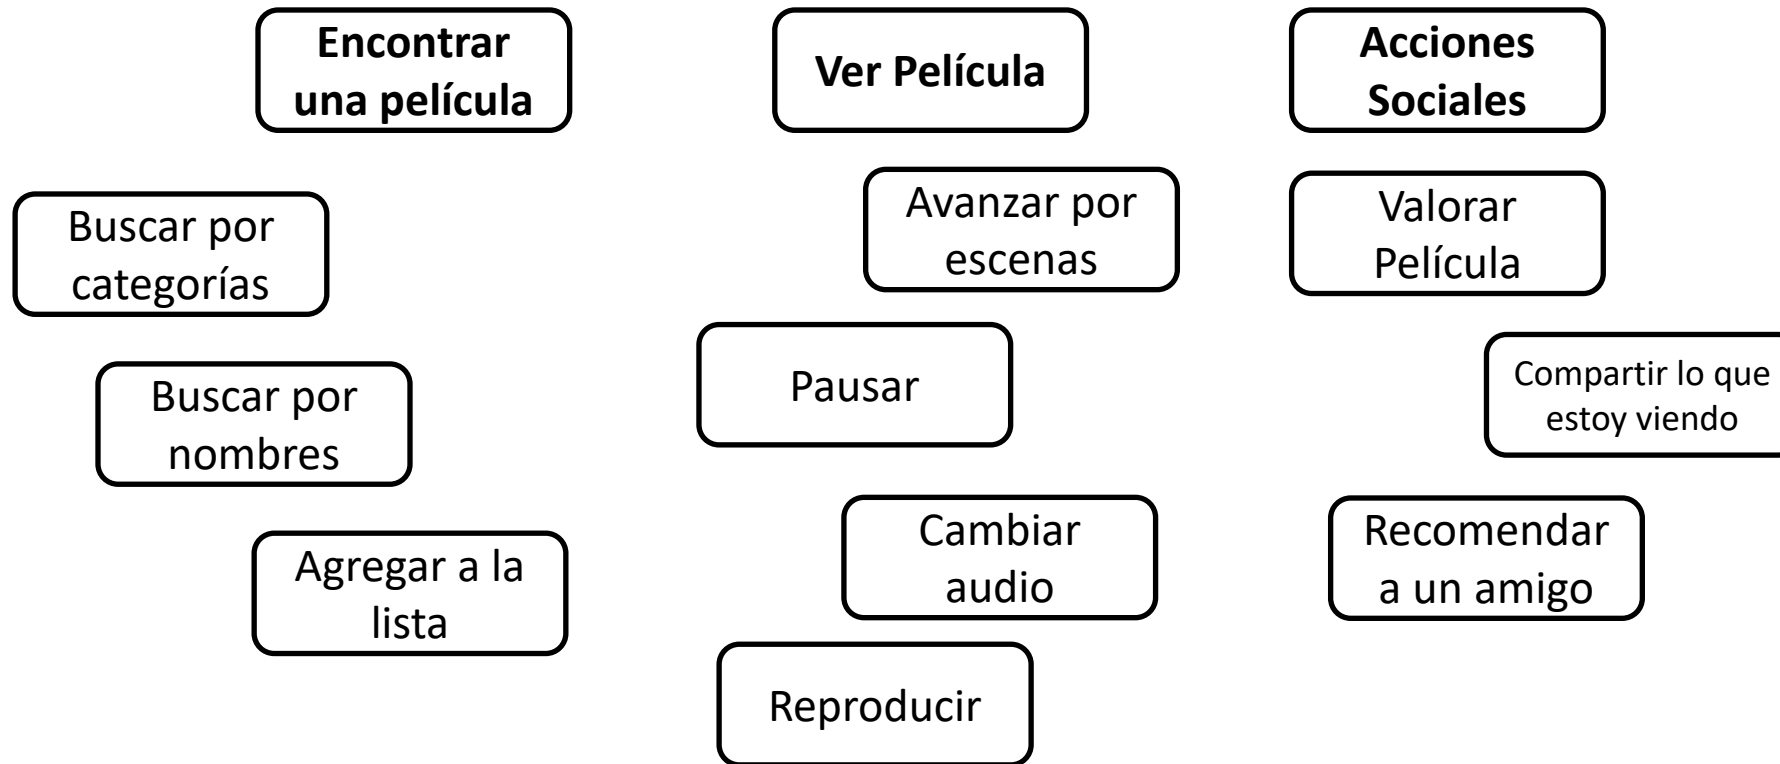 Encontrar
una película
Ver Película
Acciones
Sociales
Buscar por
categorías
Avanzar por
escenas
Valorar
Película
Buscar por
nombres
Pausar
Compartir lo que
estoy viendo
Agregar a la
lista
Cambiar
audio
Recomendar
a un amigo
Reproducir